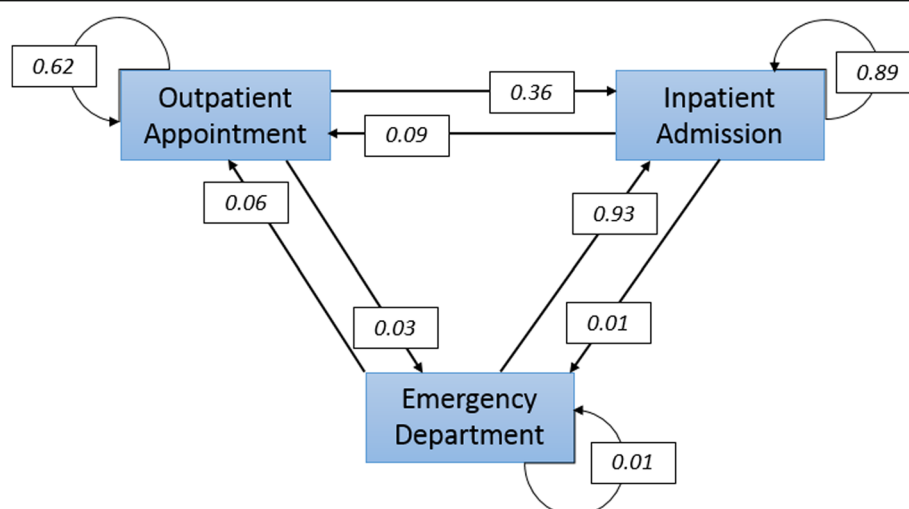 0.62
0.89
Outpatient
Appointment
0.36
Inpatient
Admission
0.09
0.06
0.93
0.03
0.01
Emergency
Department
0.01